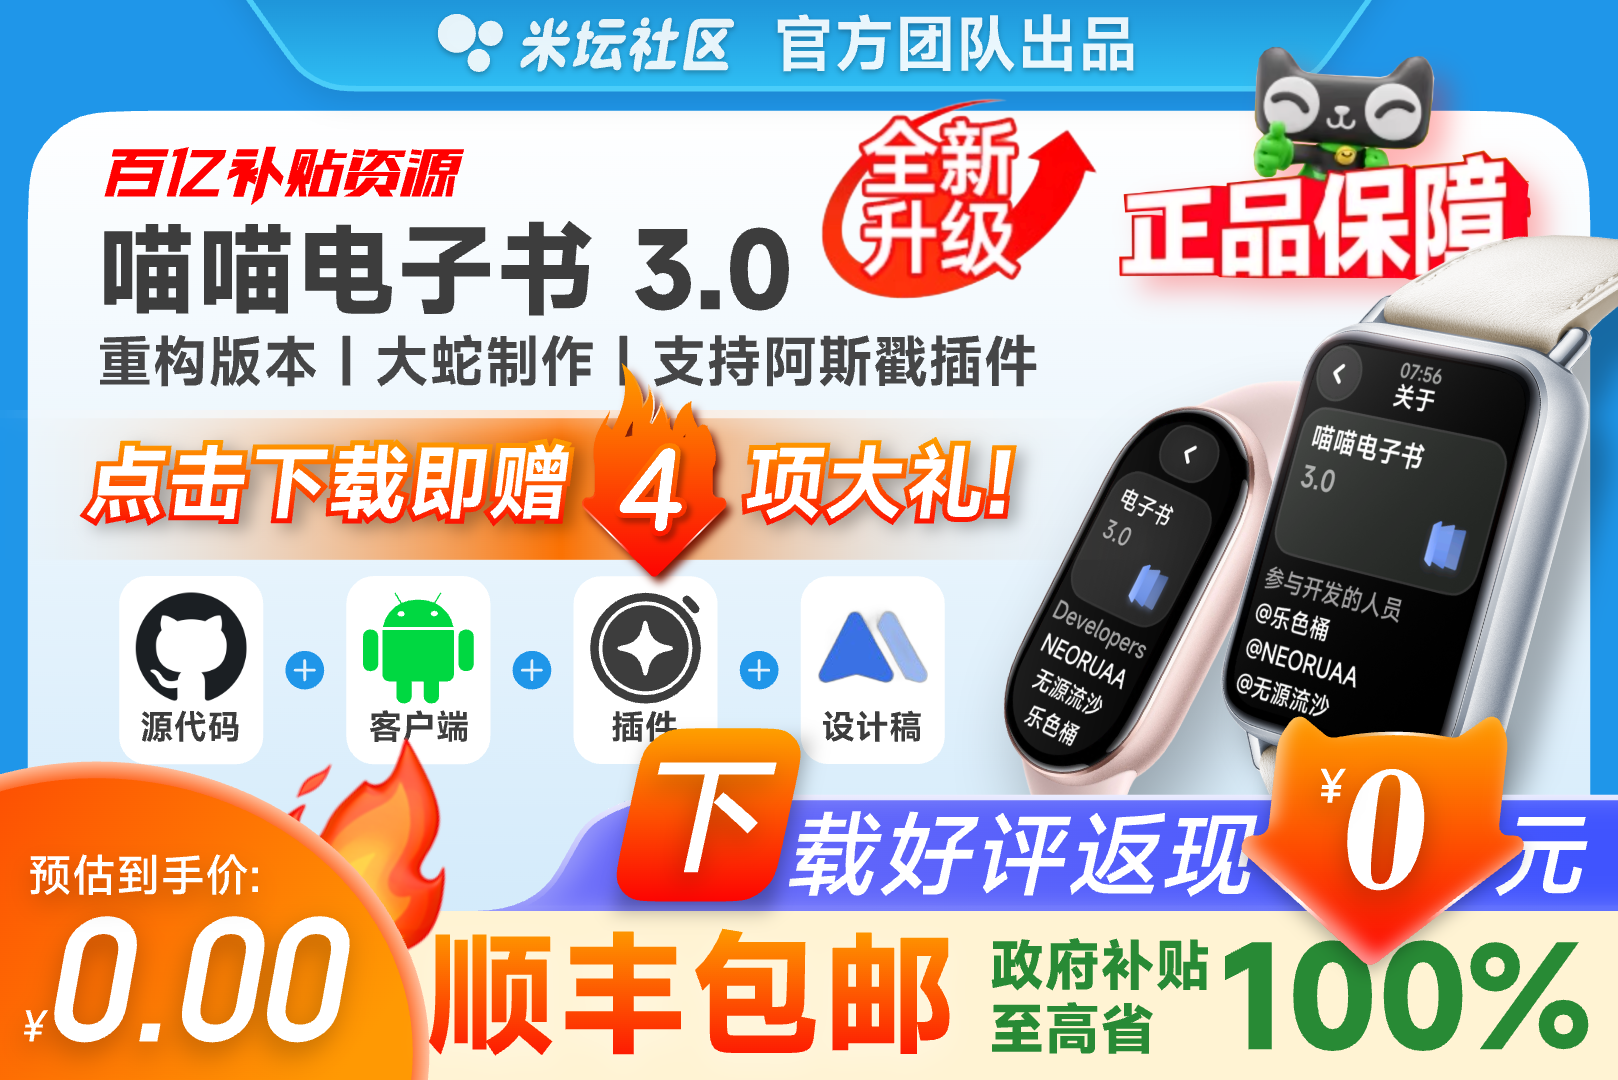 米坛社区 官方团队出品
百亿补贴资源
喵喵电子书 3.0
全新
升级
正品保障
重构版本丨大蛇制作丨支持阿斯戳插件
点击下载即赠4项大礼!
源代码
客户端
插件
设计稿
电子书
3.0
Developers
NEORUAA
无源流沙
乐色桶
07:56
关于
喵喵电子书
3.0
参与开发的人员
@乐色桶
@NEORUAA
@无源流沙
下载好评返现¥0元
预估到手价:
¥0.00
顺丰包邮
政府补贴
至高省
100%